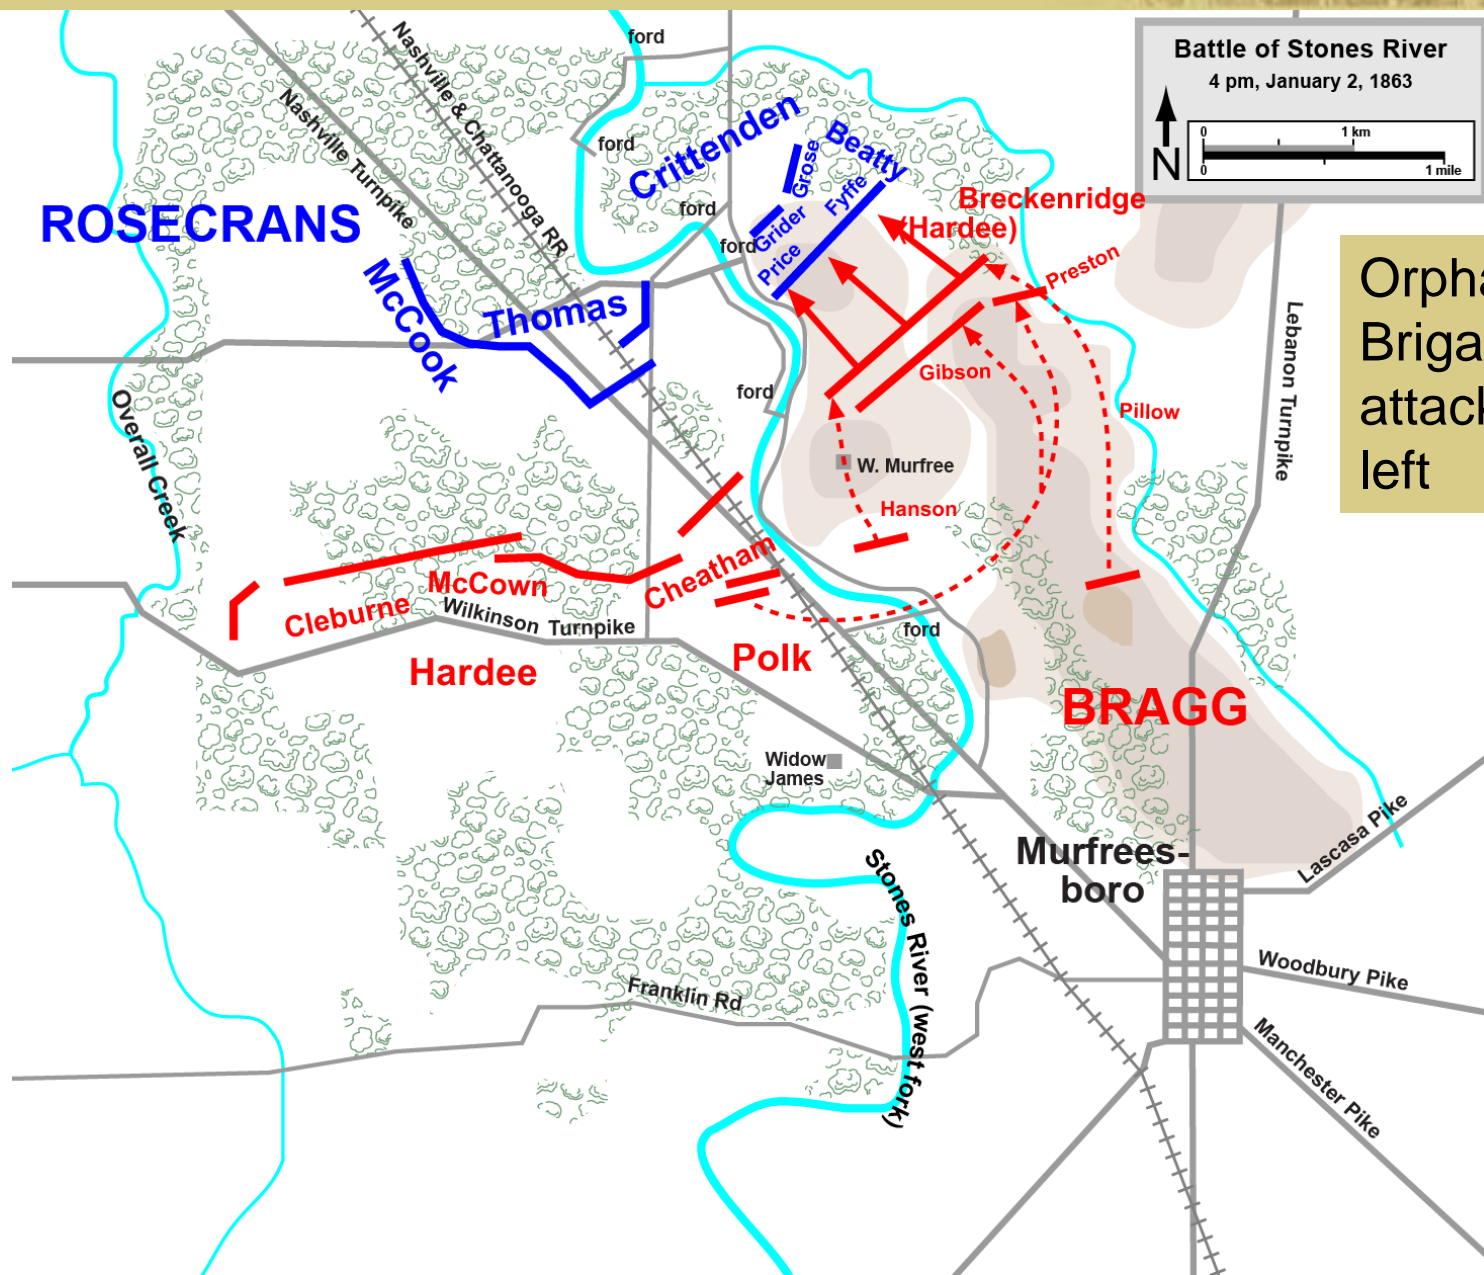 Battle of Stones River
4 pm, January 2, 1863
N
0
1 km
0
1 mile
ford
Nashville & Chattanooga RR
Nashville Turnpike
ford
Crittenden
Beatty
Grose
Fyffe
Grider
Price
ford
ford
Breckenridge
(Hardee)
Preston
ROSECRANS
McCook
Thomas
Gibson
Pillow
Lebanon Turnpike
ford
Overall Creek
W. Murfree
Hanson
Cheatham
McCown
Cleburne
Wilkinson Turnpike
ford
Hardee
Polk
BRAGG
Widow
James
Murfrees-
boro
Lascasa Pike
Stones River (west fork)
Woodbury Pike
Franklin Rd
Manchester Pike
Orpha
Briga
attack
left